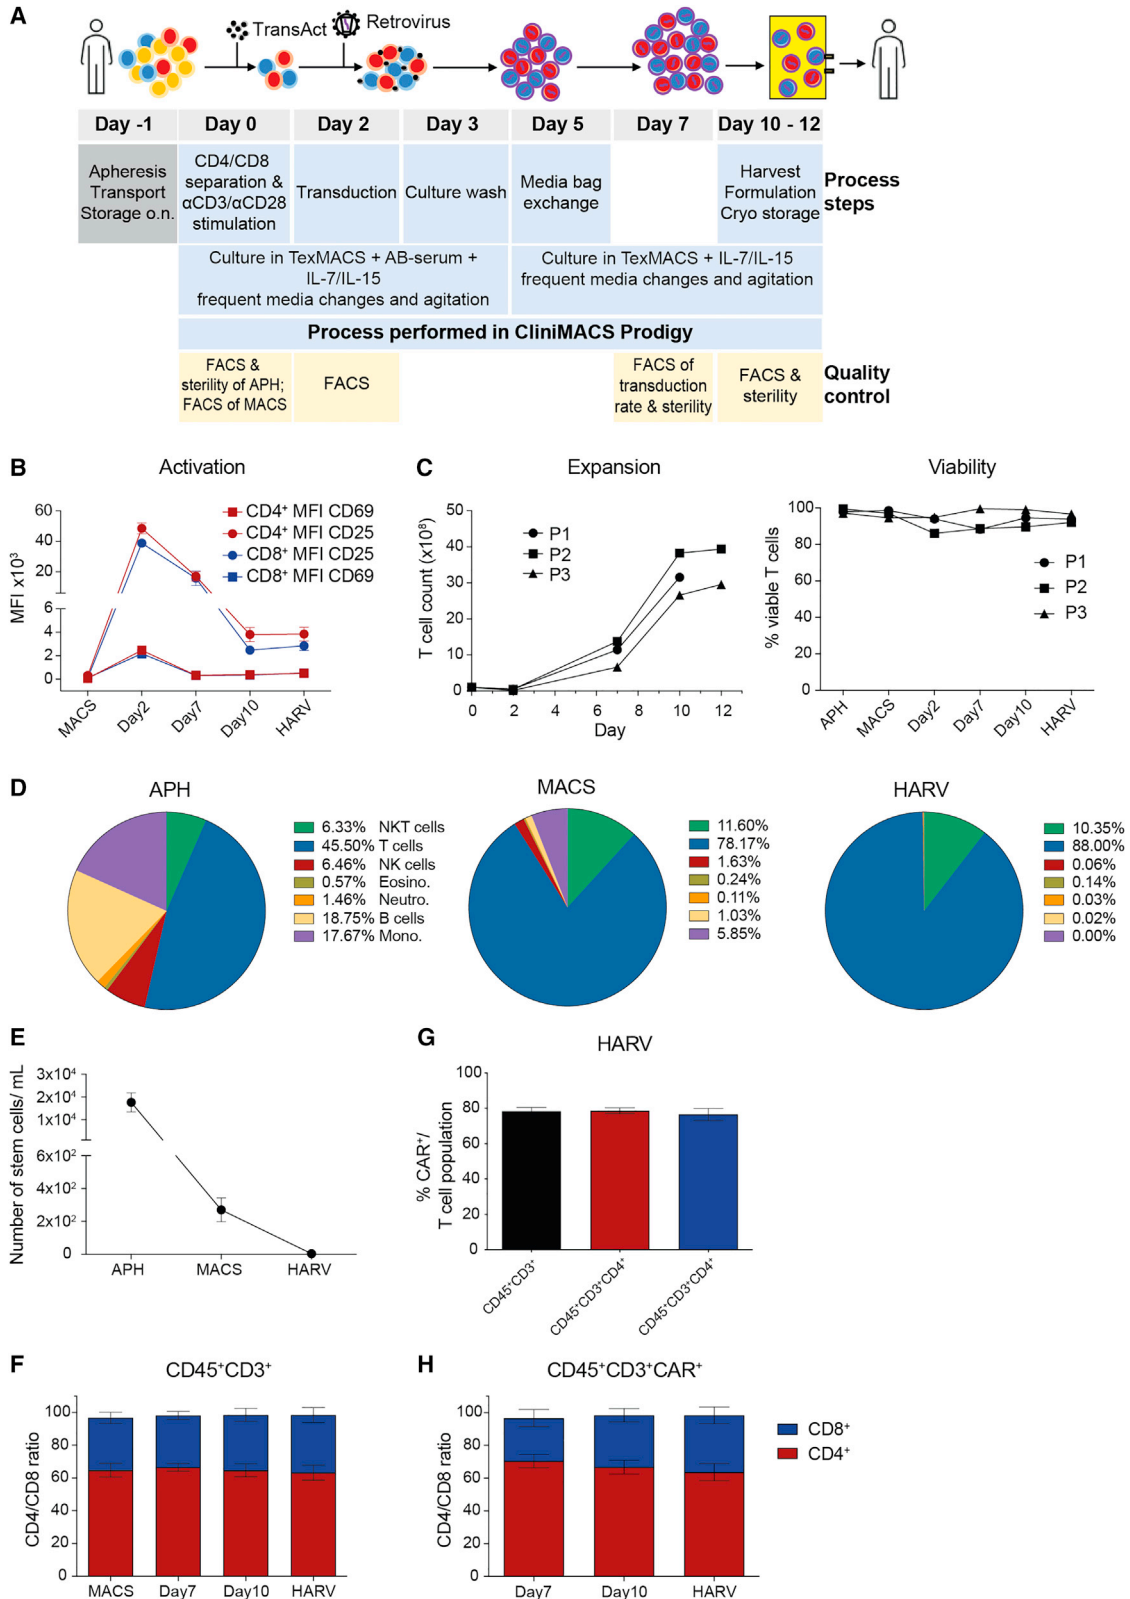 A
TransAct
Retrovirus
Day -1
Day 0
Day 2
Day 3
Day 5
Day 7
Day 10 - 12
Apheresis
Transport
Storage o.n.
CD4/CD8
separation &
αCD3/αCD28
stimulation
Transduction
Culture wash
Media bag
exchange
Harvest
Formulation
Cryo storage
Process
steps
Culture in TexMACS + AB-serum +
IL-7/IL-15
frequent media changes and agitation
Culture in TexMACS + IL-7/IL-15
frequent media changes and agitation
Process performed in CliniMACS Prodigy
FACS &
sterility of APH;
FACS of MACS
FACS
FACS of
transduction
rate & sterility
FACS &
sterility
Quality
control
B
Activation
MFI x10³
60
40
20
6
4
2
0
CD4⁺ MFI CD69
CD4⁺ MFI CD25
CD8⁺ MFI CD25
CD8⁺ MFI CD69
MACS
Day2
Day7
Day10
HARV
C
Expansion
T cell count (x10⁸)
50
40
30
20
10
0
P1
P2
P3
0 2 4 6 8 10 12
Day
Viability
% viable T cells
100
80
60
40
20
0
P1
P2
P3
APH
MACS
Day2
Day7
Day10
HARV
D
APH
6.33% NKT cells
45.50% T cells
6.46% NK cells
0.57% Eosino.
1.46% Neutro.
18.75% B cells
17.67% Mono.
MACS
11.60%
78.17%
1.63%
0.24%
0.11%
1.03%
5.85%
HARV
10.35%
88.00%
0.06%
0.14%
0.03%
0.02%
0.00%
E
Number of stem cells/ mL
3x10⁴
2x10⁴
1x10⁴
6x10²
4x10²
2x10²
0
APH MACS HARV
G
HARV
% CAR⁺/
T cell population
100
80
60
40
20
0
CD45⁺CD3⁺
CD45⁺CD3⁺CD4⁺
CD45⁺CD3⁺CD4⁺
F
CD45⁺CD3⁺
CD4/CD8 ratio
100
80
60
40
20
0
MACS Day7 Day10 HARV
H
CD45⁺CD3⁺CAR⁺
CD4/CD8 ratio
100
80
60
40
20
0
Day7 Day10 HARV
CD8⁺
CD4⁺